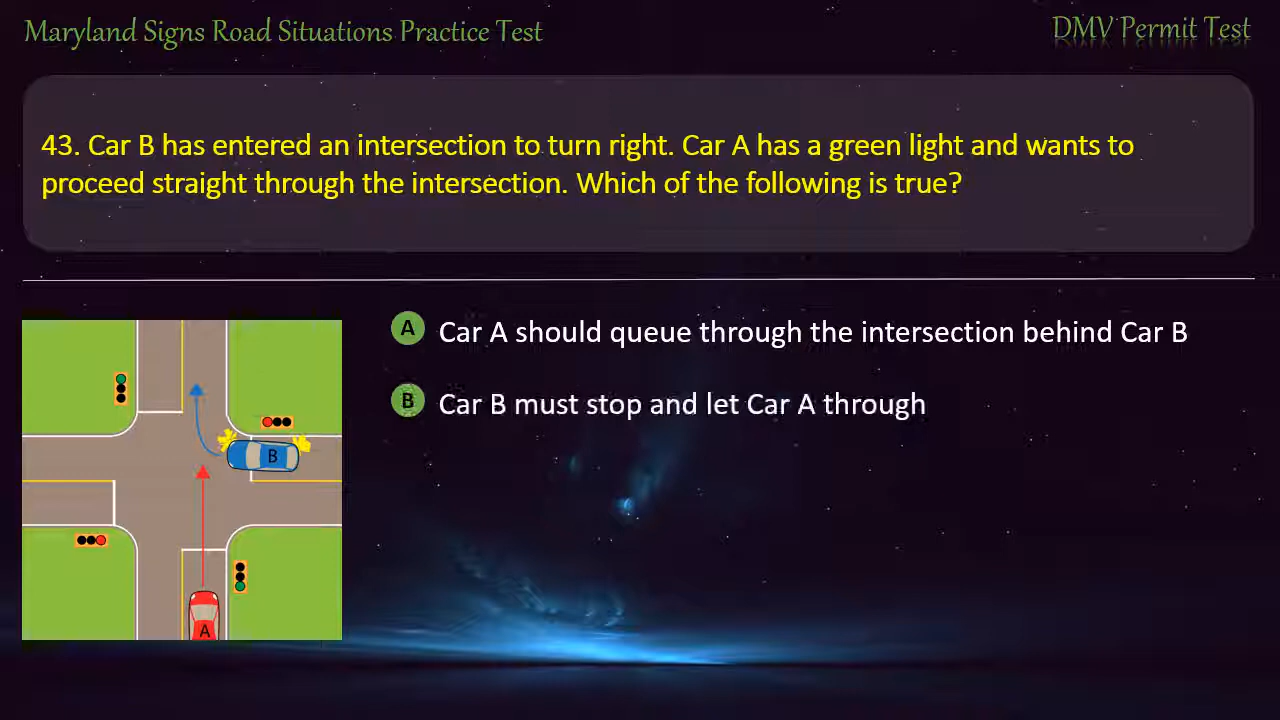 Maryland Signs Road Situations Practice Test
DMV Permit Test
43. Car B has entered an intersection to turn right. Car A has a green light and wants to
proceed straight through the intersection. Which of the following is true?
A Car A should queue through the intersection behind Car B
B Car B must stop and let Car A through
B
A